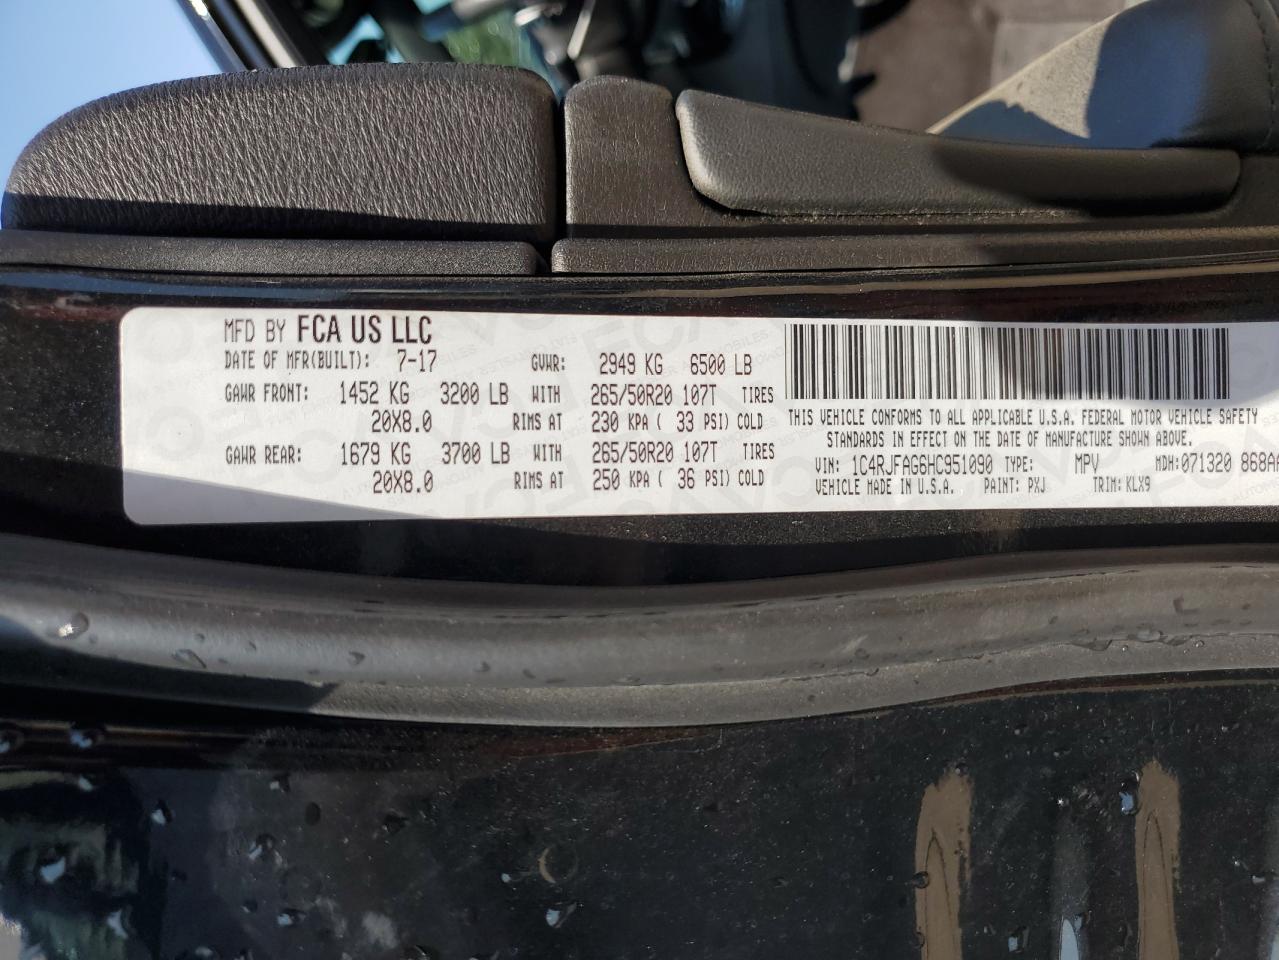 MFD BY FCA US LLC
DATE OF MFR(BUILT): 7-17 GVWR: 2949 KG 6500 LB
GAWR FRONT: 1452 KG 3200 LB WITH 265/50R20 107T TIRES
20X8.0 RIMS AT 230 KPA ( 33 PSI) COLD
GAWR REAR: 1679 KG 3700 LB WITH 265/50R20 107T TIRES
20X8.0 RIMS AT 250 KPA ( 36 PSI) COLD
THIS VEHICLE CONFORMS TO ALL APPLICABLE U.S.A. FEDERAL MOTOR VEHICLE SAFETY
STANDARDS IN EFFECT ON THE DATE OF MANUFACTURE SHOWN ABOVE.
VIN: 1C4RJFAG6HC951090 TYPE: MPV MDH:071320 868AA
VEHICLE MADE IN U.S.A. PAINT: PXJ TRIM: KLX9